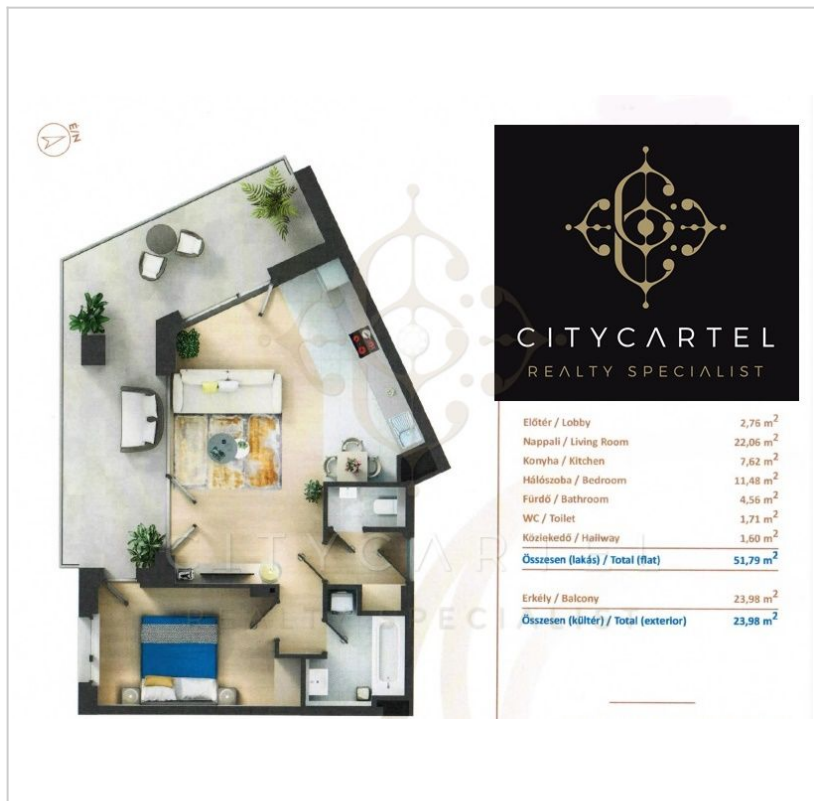 É/N
CITYCARTEL
REALTY SPECIALIST
Előtér / Lobby 2,76 m²
Nappali / Living Room 22,06 m²
Konyha / Kitchen 7,62 m²
Hálószoba / Bedroom 11,48 m²
Fürdő / Bathroom 4,56 m²
WC / Toilet 1,71 m²
Közlekedő / Hallway 1,60 m²
Összesen (lakás) / Total (flat) 51,79 m²
Erkély / Balcony 23,98 m²
Összesen (kültér) / Total (exterior) 23,98 m²
CITYCARTEL
REALTY SPECIALIST